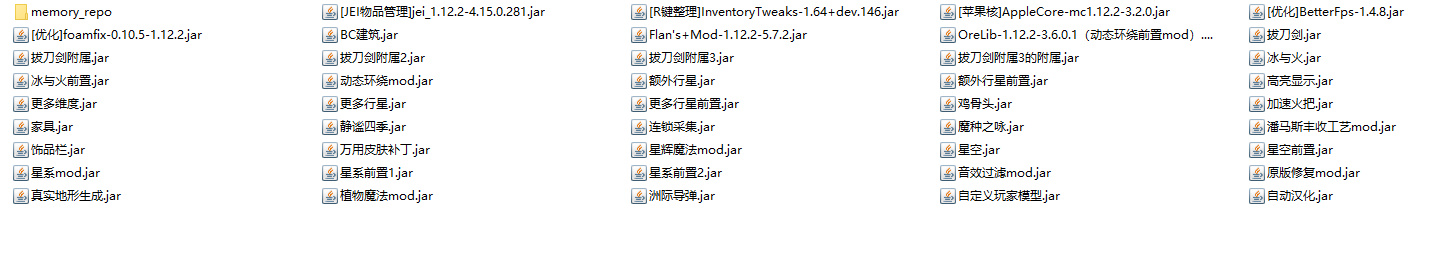 memory_repo
[JEI物品管理]jei_1.12.2-4.15.0.281.jar
[R键整理]InventoryTweaks-1.64+dev.146.jar
[苹果核]AppleCore-mc1.12.2-3.2.0.jar
[优化]BetterFps-1.4.8.jar
[优化]foamfix-0.10.5-1.12.2.jar
BC建筑.jar
Flan's+Mod-1.12.2-5.7.2.jar
OreLib-1.12.2-3.6.0.1（动态环绕前置mod）....
拔刀剑.jar
拔刀剑附属.jar
拔刀剑附属2.jar
拔刀剑附属3.jar
拔刀剑附属3的附属.jar
冰与火.jar
冰与火前置.jar
动态环绕mod.jar
额外行星.jar
额外行星前置.jar
高亮显示.jar
更多维度.jar
更多行星.jar
更多行星前置.jar
鸡骨头.jar
加速火把.jar
家具.jar
静谧四季.jar
连锁采集.jar
魔种之咏.jar
潘马斯丰收工艺mod.jar
饰品栏.jar
万用皮肤补丁.jar
星辉魔法mod.jar
星空.jar
星空前置.jar
星系mod.jar
星系前置1.jar
星系前置2.jar
音效过滤mod.jar
原版修复mod.jar
真实地形生成.jar
植物魔法mod.jar
洲际导弹.jar
自定义玩家模型.jar
自动汉化.jar